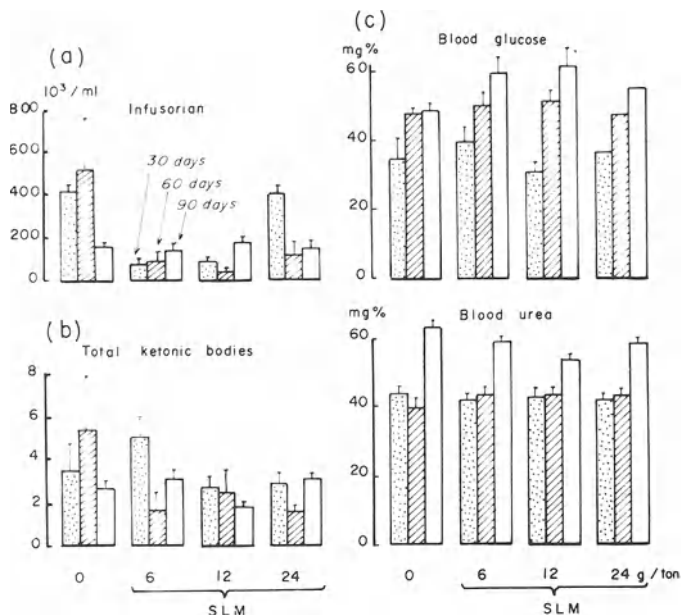 (a)
10³/ml
Infusorian
800
600
400
200
0
30 days
60 days
90 days
(b)
Total ketonic bodies
8
6
4
2
0
0
6
12
24
SLM
(c)
mg%
Blood glucose
60
40
20
0
mg%
Blood urea
60
40
20
0
0
6
12
24 g/ton
SLM